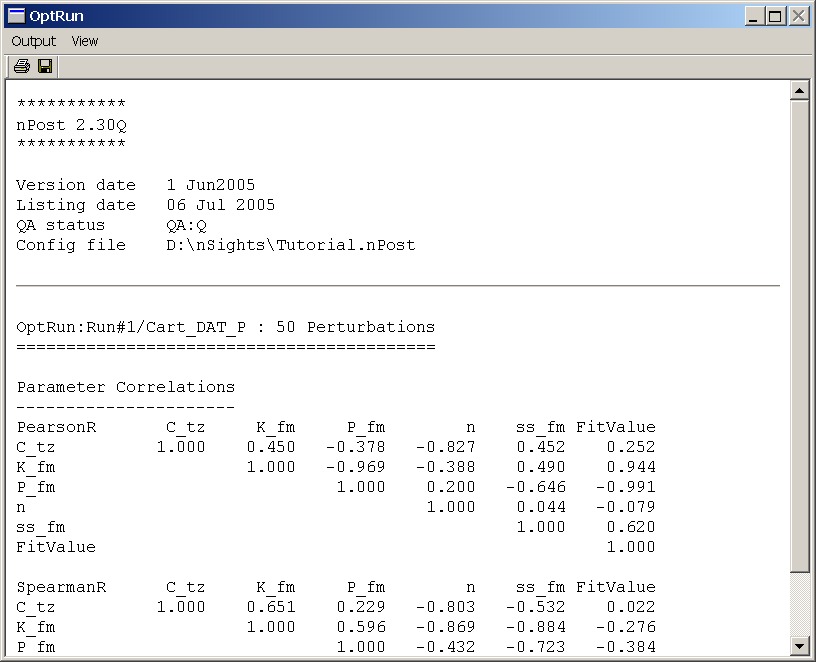 OptRun
Output View
***********
nPost 2.30Q
***********
Version date 1 Jun2005
Listing date 06 Jul 2005
QA status QA:Q
Config file D:\nSights\Tutorial.nPost
OptRun:Run#1/Cart_DAT_P : 50 Perturbations
==========================================
Parameter Correlations
----------------------
PearsonR C_tz K_fm P_fm n ss_fm FitValue
C_tz 1.000 0.450 -0.378 -0.827 0.452 0.252
K_fm 1.000 -0.969 -0.388 0.490 0.944
P_fm 1.000 0.200 -0.646 -0.991
n 1.000 0.044 -0.079
ss_fm 1.000 0.620
FitValue 1.000
SpearmanR C_tz K_fm P_fm n ss_fm FitValue
C_tz 1.000 0.651 0.229 -0.803 -0.532 0.022
K_fm 1.000 0.596 -0.869 -0.884 -0.276
P_fm 1.000 -0.432 -0.723 -0.384